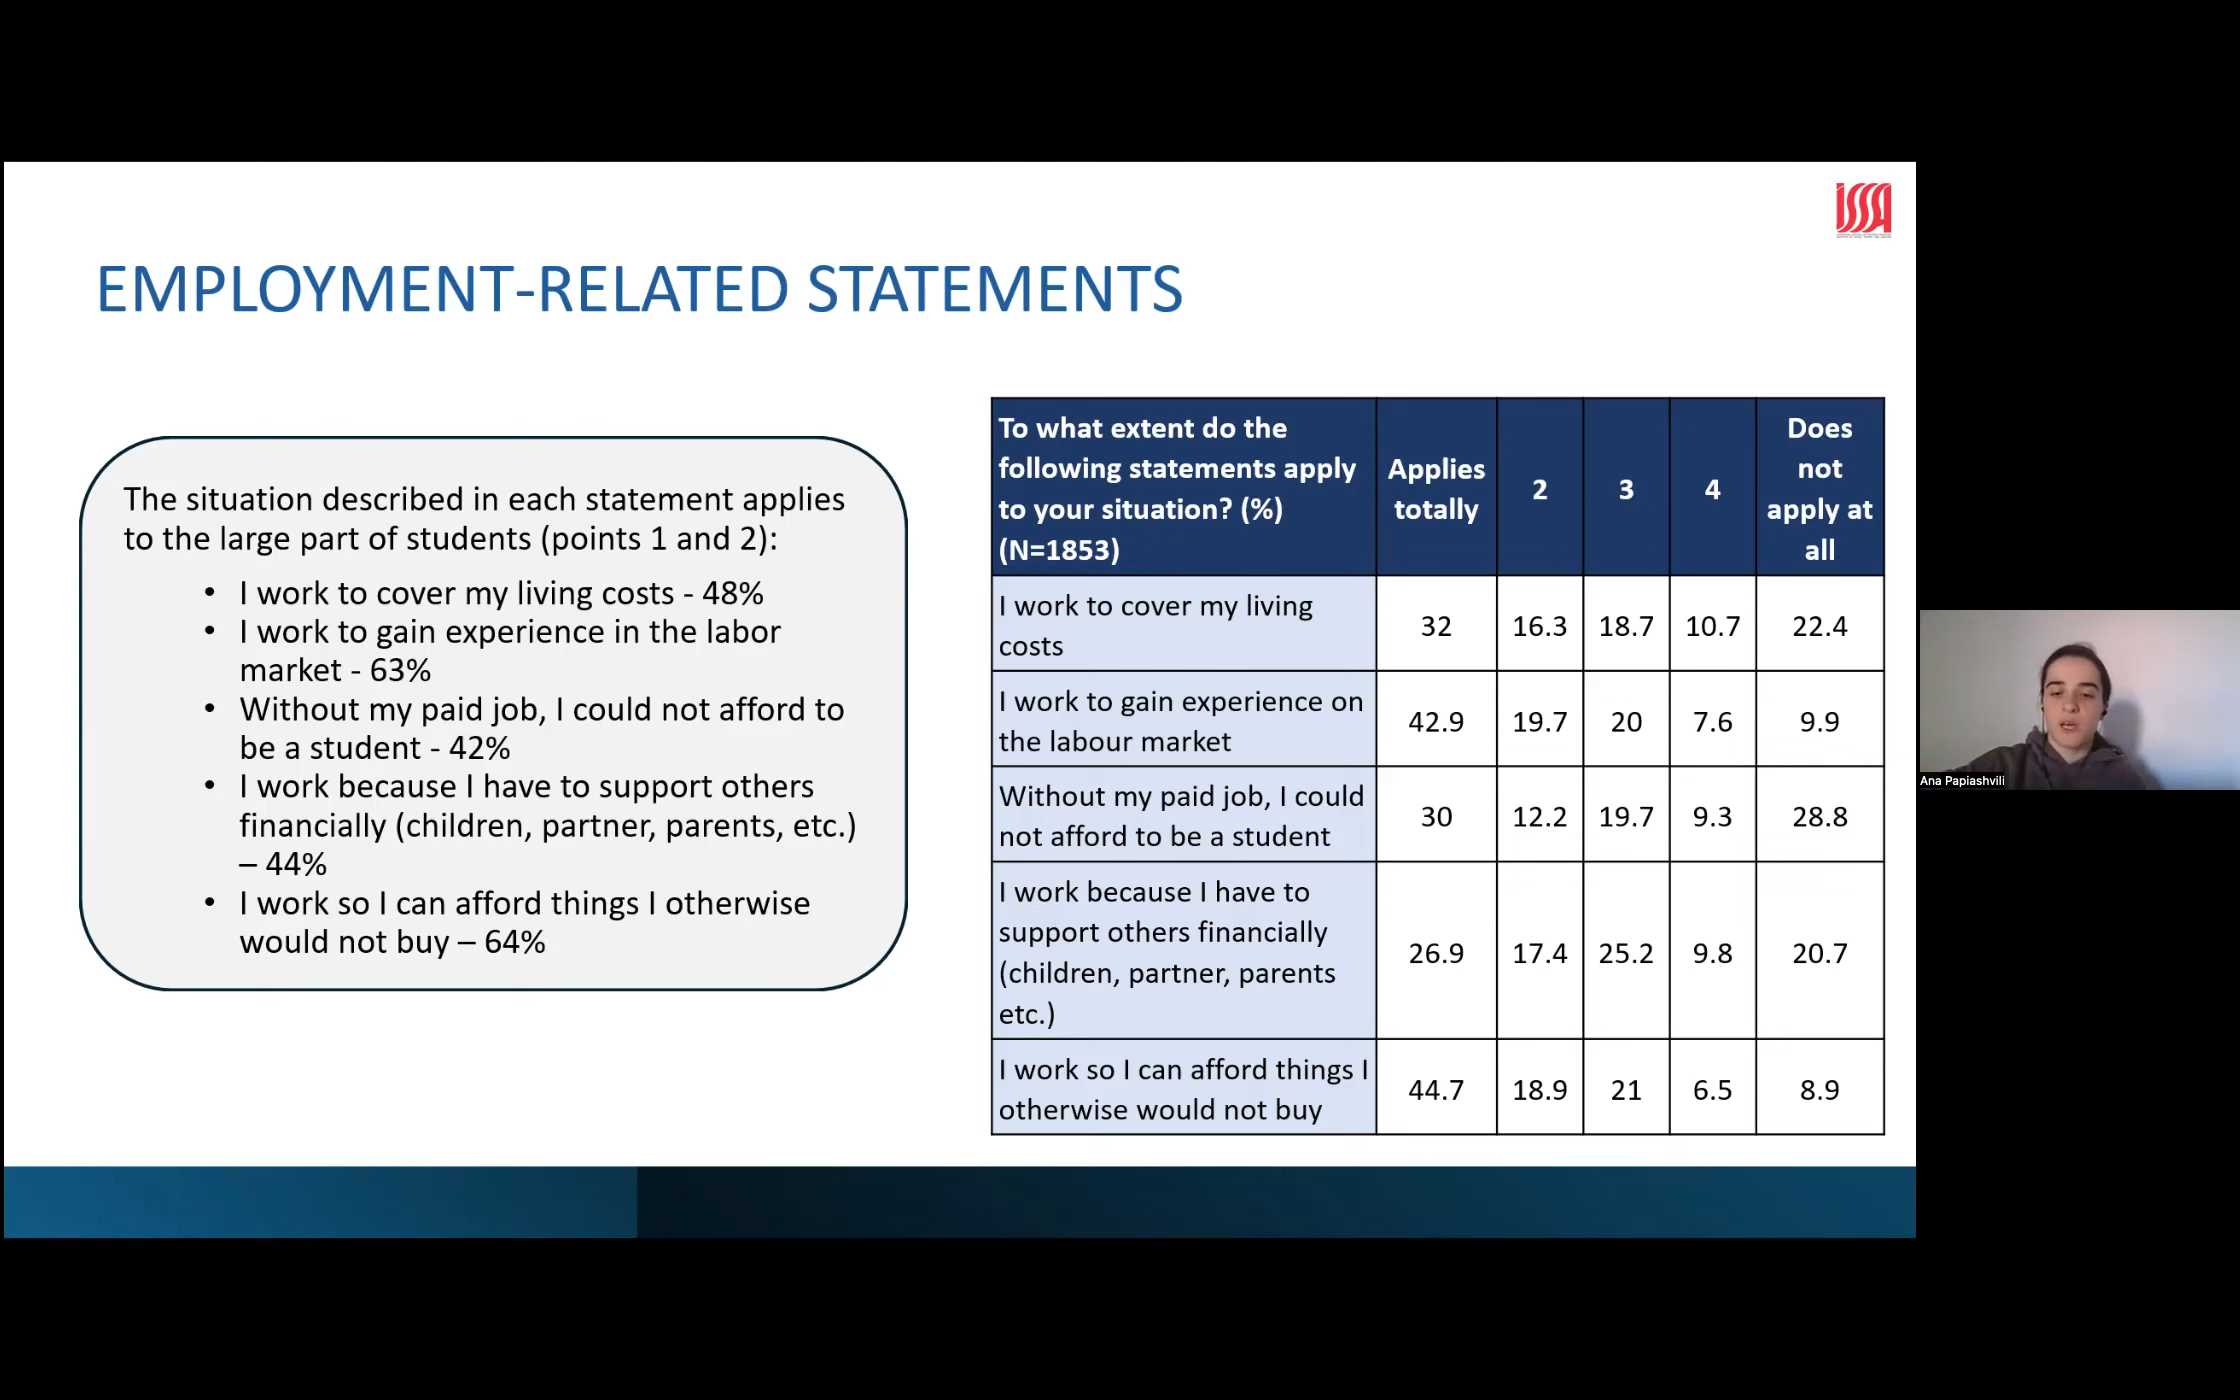 EMPLOYMENT-RELATED STATEMENTS
The situation described in each statement applies
to the large part of students (points 1 and 2):
• I work to cover my living costs - 48%
• I work to gain experience in the labor
market - 63%
• Without my paid job, I could not afford to
be a student - 42%
• I work because I have to support others
financially (children, partner, parents, etc.)
– 44%
• I work so I can afford things I otherwise
would not buy – 64%
To what extent do the
following statements apply
to your situation? (%)
(N=1853)
Applies
totally
2
3
4
Does
not
apply at
all
I work to cover my living
costs
32
16.3
18.7
10.7
22.4
I work to gain experience on
the labour market
42.9
19.7
20
7.6
9.9
Without my paid job, I could
not afford to be a student
30
12.2
19.7
9.3
28.8
I work because I have to
support others financially
(children, partner, parents
etc.)
26.9
17.4
25.2
9.8
20.7
I work so I can afford things I
otherwise would not buy
44.7
18.9
21
6.5
8.9
ISSA
Ana Papiashvili